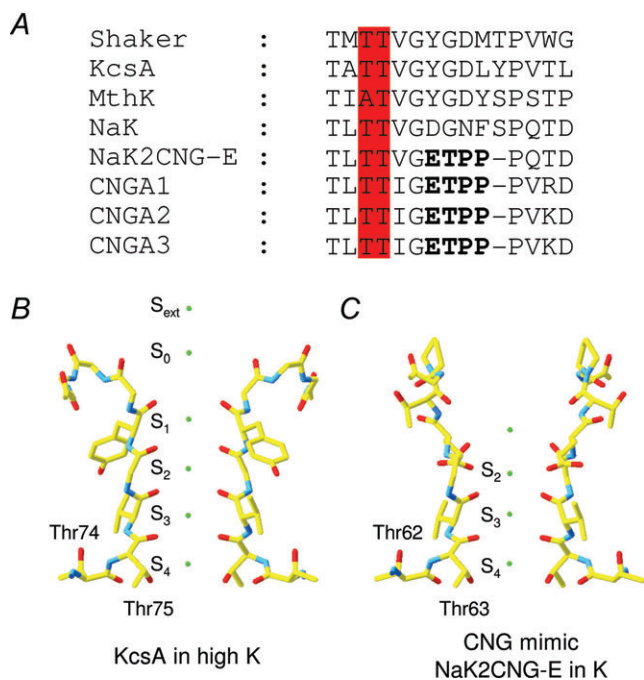 A
Shaker : TMTTVGYGDMTPVWG
KcsA : TATTVGYGDLYPVTL
MthK : TIATVGYGDYSPSTP
NaK : TLTTVGDGNFSPQTD
NaK2CNG–E : TLTTVGETPP–PQTD
CNGA1 : TLTTIGETPP–PVRD
CNGA2 : TLTTIGETPP–PVKD
CNGA3 : TLTTIGETPP–PVKD
B
C
Sext
S0
S1
S2
S3
S4
Thr74
Thr75
S2
S3
S4
Thr62
Thr63
KcsA in high K
CNG mimic
NaK2CNG-E in K